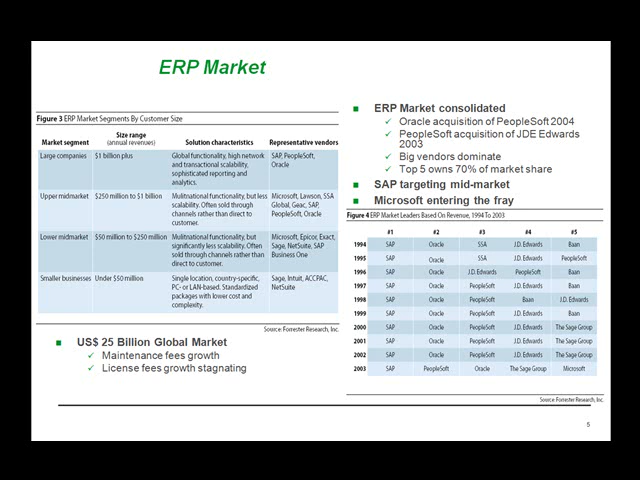 ERP Market
Figure 3 ERP Market Segments By Customer Size
Market segment Size range (annual revenues) Solution characteristics Representative vendors
Large companies $1 billion plus Global functionality, high network SAP, PeopleSoft,
and transactional scalability, Oracle
sophisticated reporting and
analytics.
Upper midmarket $250 million to $1 billion Mulitnational functionality, but less Microsoft, Lawson, SSA
scalability. Often sold through Global, Geac, SAP,
channels rather than direct to PeopleSoft, Oracle
customer.
Lower midmarket $50 million to $250 million Mulitnational functionality, but Microsoft, Epicor, Exact,
significantly less scalability. Often Sage, NetSuite, SAP
sold through channels rather than Business One
direct to customer.
Smaller businesses Under $50 million Single location, country-specific, Sage, Intuit, ACCPAC,
PC- or LAN-based. Standardized NetSuite
packages with lower cost and
complexity.
Source: Forrester Research, Inc.
US$ 25 Billion Global Market
Maintenance fees growth
License fees growth stagnating
ERP Market consolidated
Oracle acquisition of PeopleSoft 2004
PeopleSoft acquisition of JDE Edwards
2003
Big vendors dominate
Top 5 owns 70% of market share
SAP targeting mid-market
Microsoft entering the fray
Figure 4 ERP Market Leaders Based On Revenue, 1994 To 2003
#1 #2 #3 #4 #5
1994 SAP Oracle SSA J.D. Edwards Baan
1995 SAP Oracle SSA J.D. Edwards PeopleSoft
1996 SAP Oracle J.D. Edwards PeopleSoft Baan
1997 SAP Oracle PeopleSoft J.D. Edwards Baan
1998 SAP Oracle PeopleSoft Baan J.D. Edwards
1999 SAP Oracle PeopleSoft J.D. Edwards Baan
2000 SAP Oracle PeopleSoft J.D. Edwards The Sage Group
2001 SAP Oracle PeopleSoft J.D. Edwards The Sage Group
2002 SAP Oracle PeopleSoft J.D. Edwards The Sage Group
2003 SAP PeopleSoft Oracle The Sage Group Microsoft
Source: Forrester Research, Inc.
5